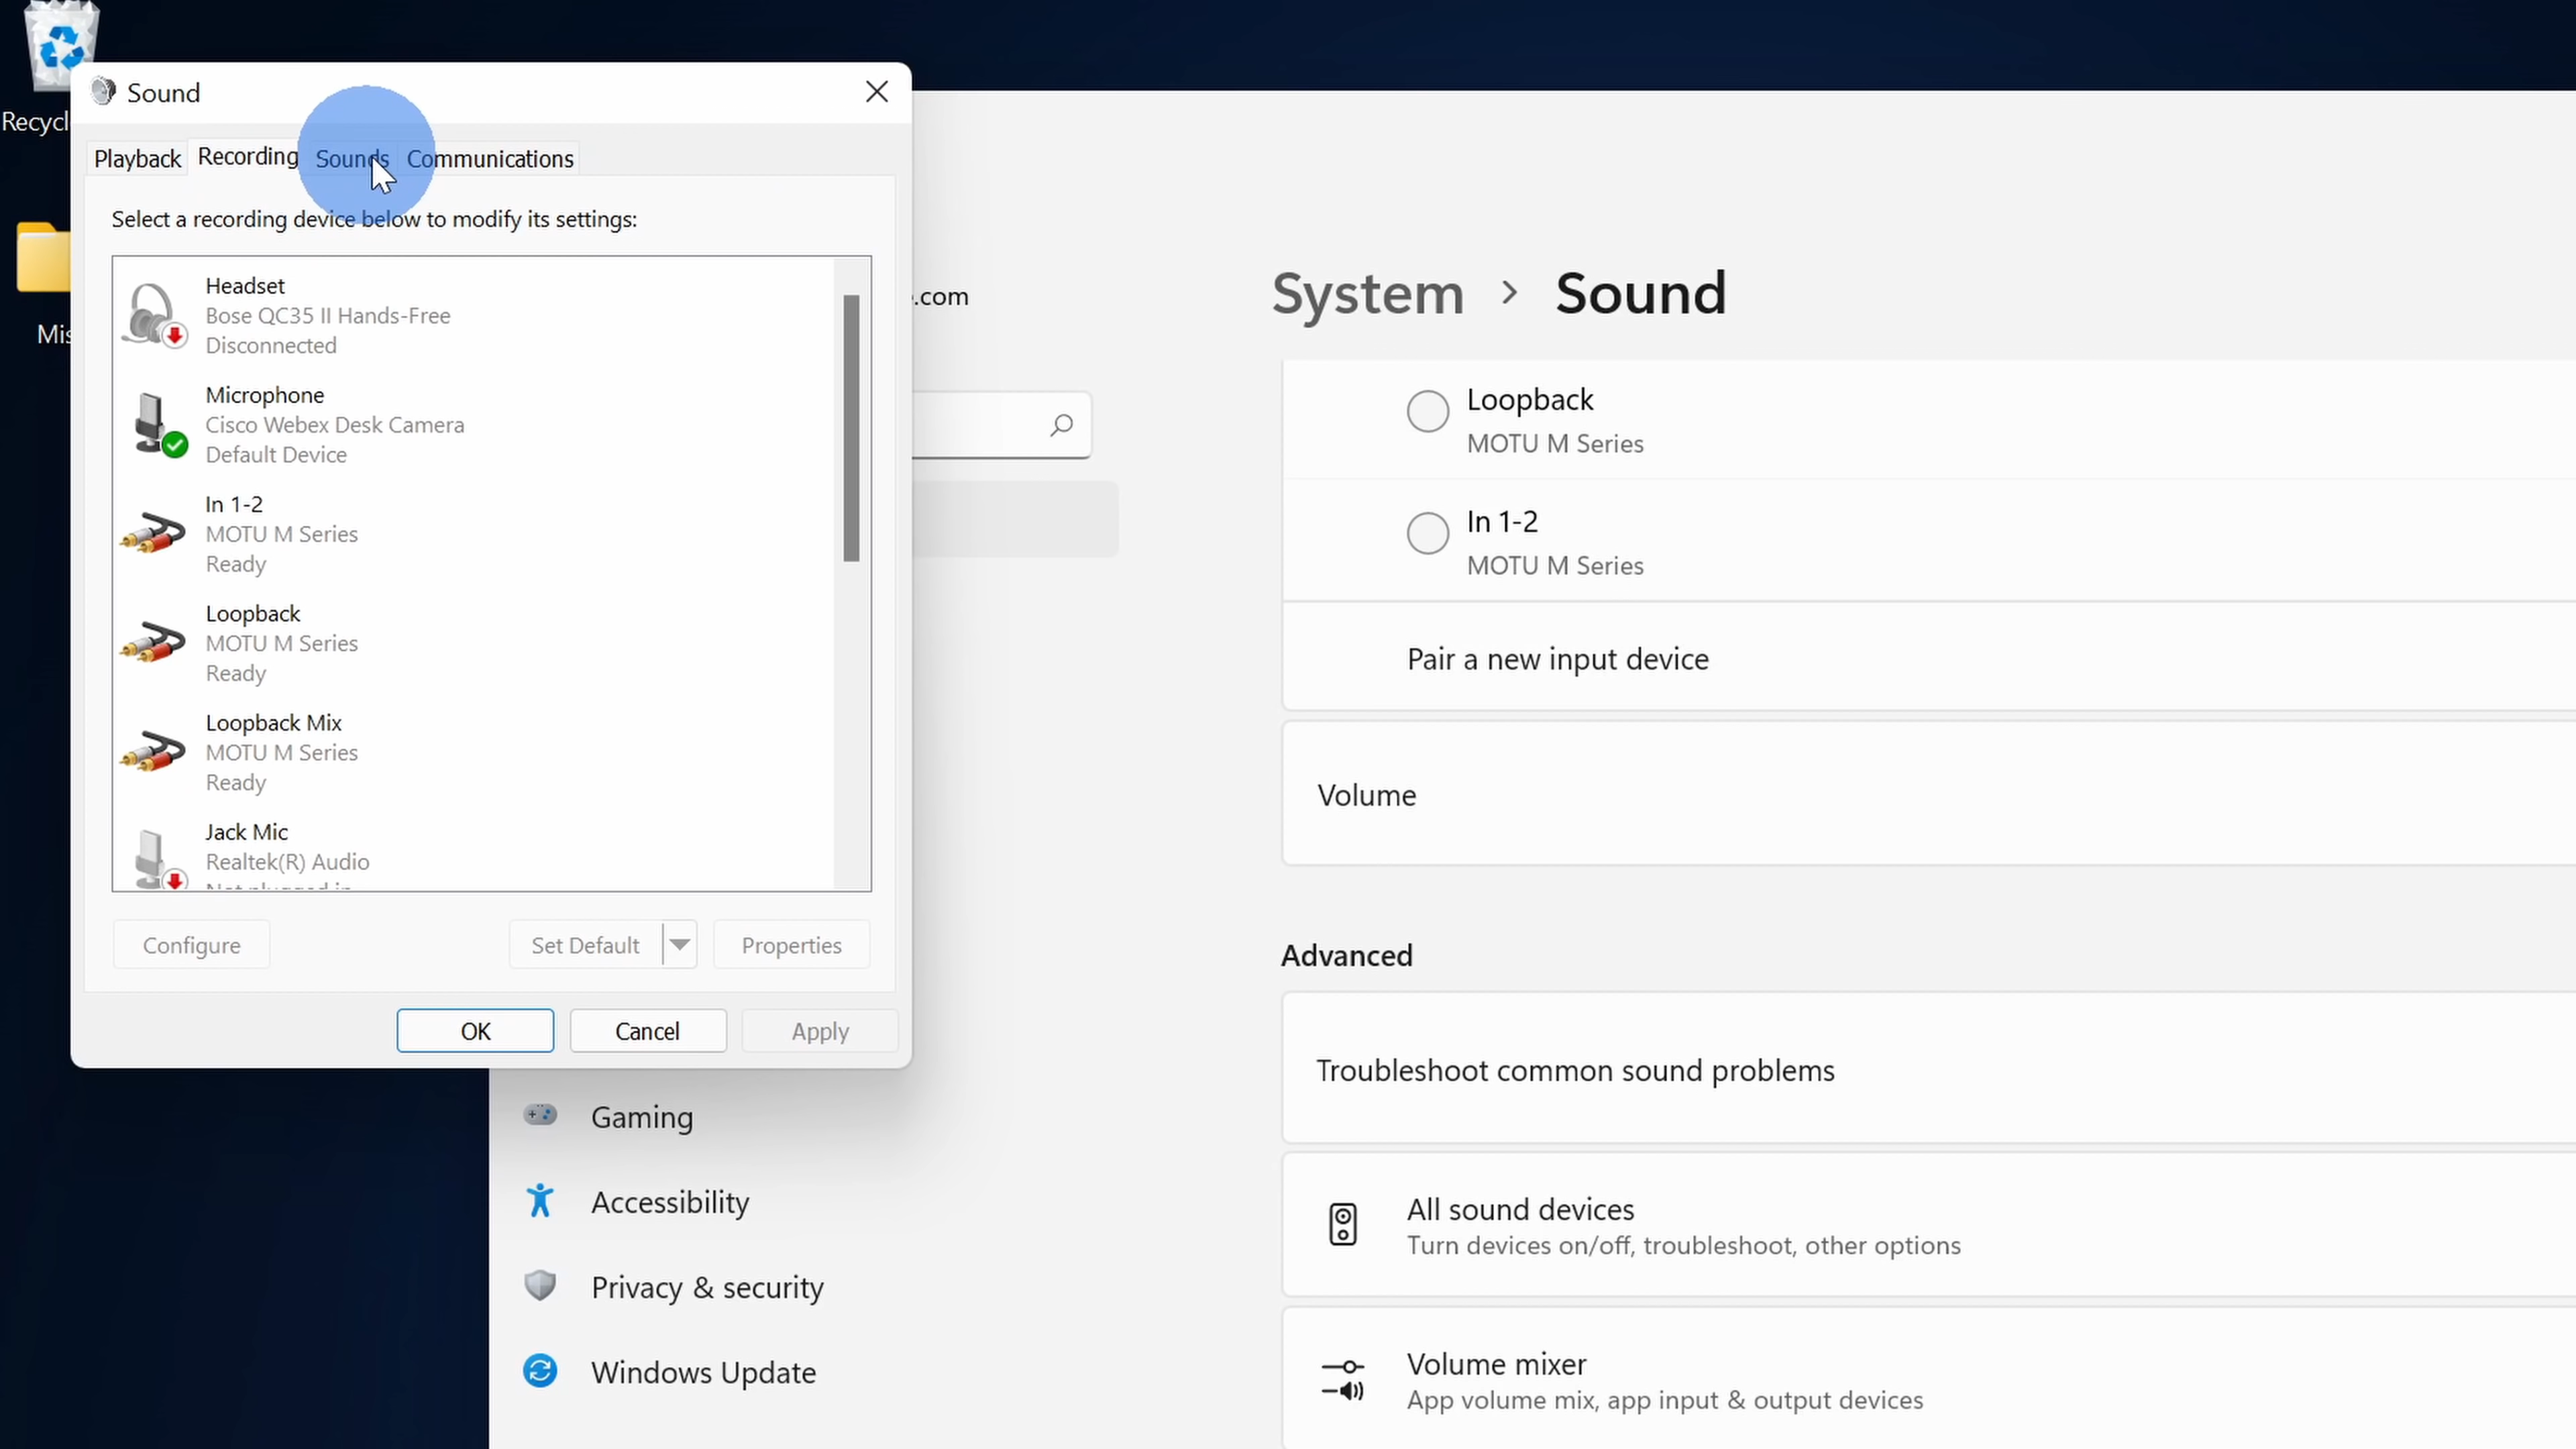 Recycl
Mis
Sound
Playback
Recording
Sounds
Communications
Select a recording device below to modify its settings:
Headset
Bose QC35 II Hands-Free
Disconnected
Microphone
Cisco Webex Desk Camera
Default Device
In 1-2
MOTU M Series
Ready
Loopback
MOTU M Series
Ready
Loopback Mix
MOTU M Series
Ready
Jack Mic
Realtek(R) Audio
Configure
Set Default
Properties
OK
Cancel
Apply
.com
Gaming
Accessibility
Privacy & security
Windows Update
System > Sound
Loopback
MOTU M Series
In 1-2
MOTU M Series
Pair a new input device
Volume
Advanced
Troubleshoot common sound problems
All sound devices
Turn devices on/off, troubleshoot, other options
Volume mixer
App volume mix, app input & output devices